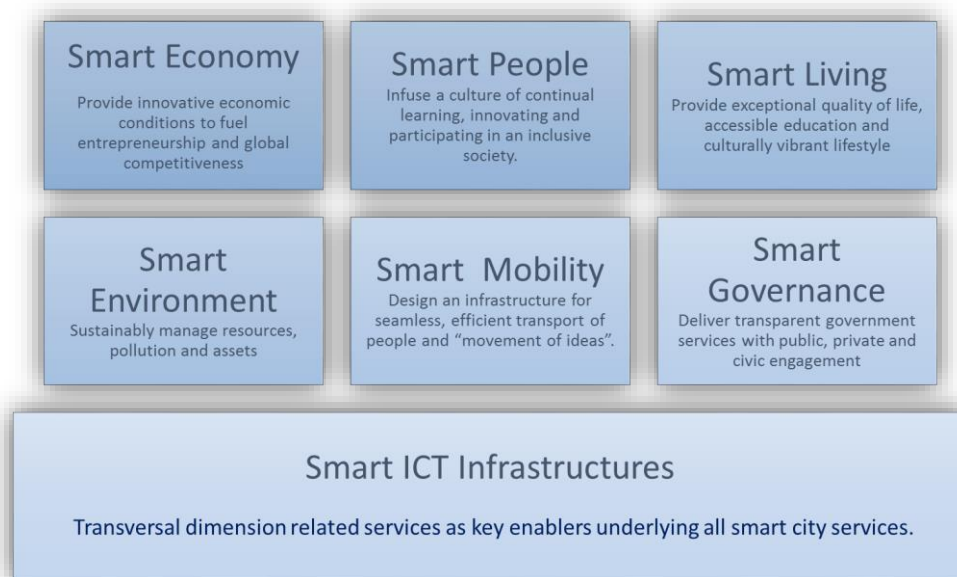 Smart Economy
Provide innovative economic
conditions to fuel
entrepreneurship and global
competitiveness
Smart People
Infuse a culture of continual
learning, innovating and
participating in an inclusive
society.
Smart Living
Provide exceptional quality of life,
accessible education and
culturally vibrant lifestyle
Smart
Environment
Sustainably manage resources,
pollution and assets
Smart Mobility
Design an infrastructure for
seamless, efficient transport of
people and “movement of ideas”.
Smart
Governance
Deliver transparent government
services with public, private and
civic engagement
Smart ICT Infrastructures
Transversal dimension related services as key enablers underlying all smart city services.